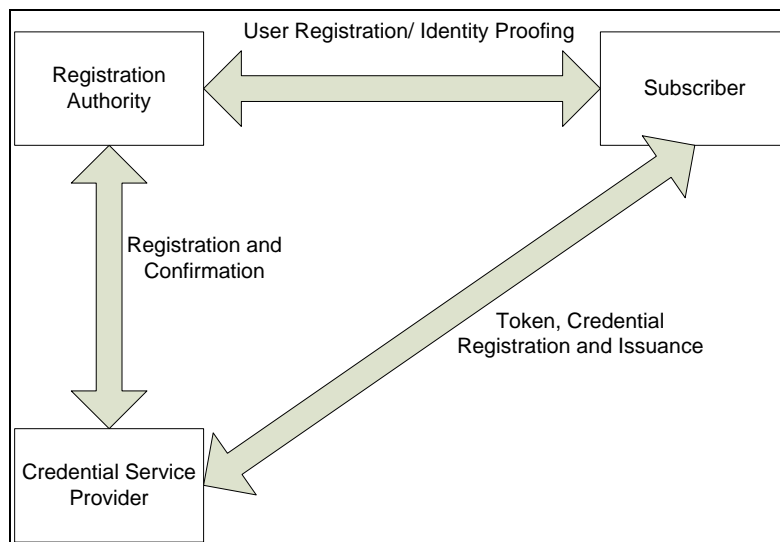 User Registration/ Identity Proofing
Registration
Authority
Subscriber
Registration and
Confirmation
Token, Credential
Registration and Issuance
Credential Service
Provider